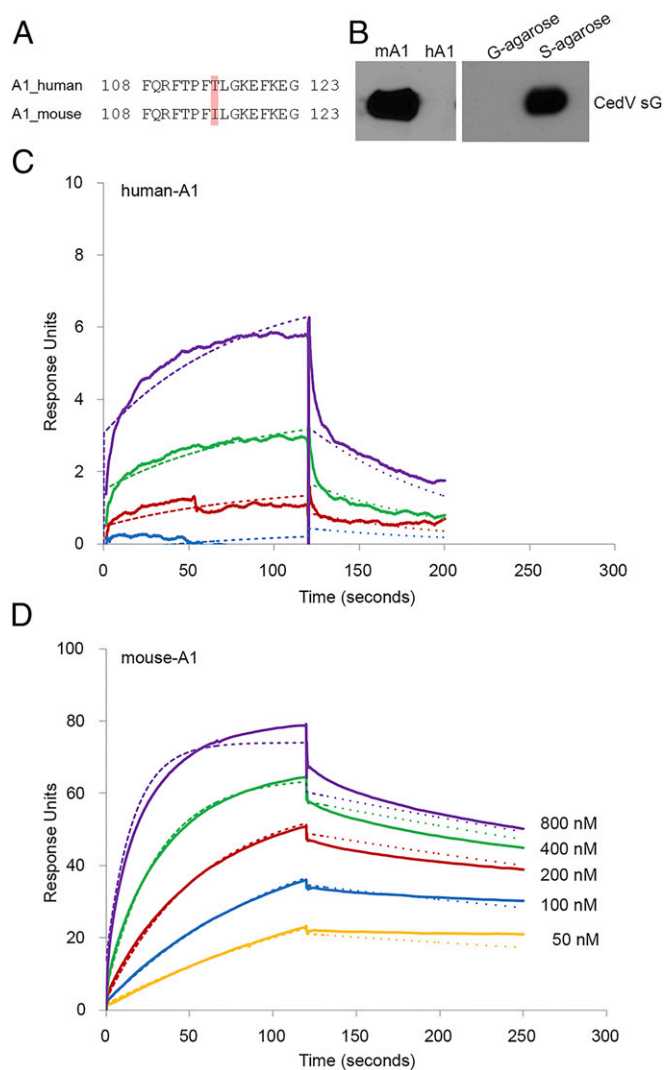 A
A1_human 108 FQRFTPFTLGKEFKEG 123
A1_mouse 108 FQRFTPFILGKEFKEG 123
B
mA1 hA1 G-agarose S-agarose
CedV sG
C
human-A1
10
8
6
4
2
0
Response Units
0 50 100 150 200 250 300
Time (seconds)
D
mouse-A1
100
80
60
40
20
0
Response Units
800 nM
400 nM
200 nM
100 nM
50 nM
0 50 100 150 200 250 300
Time (seconds)